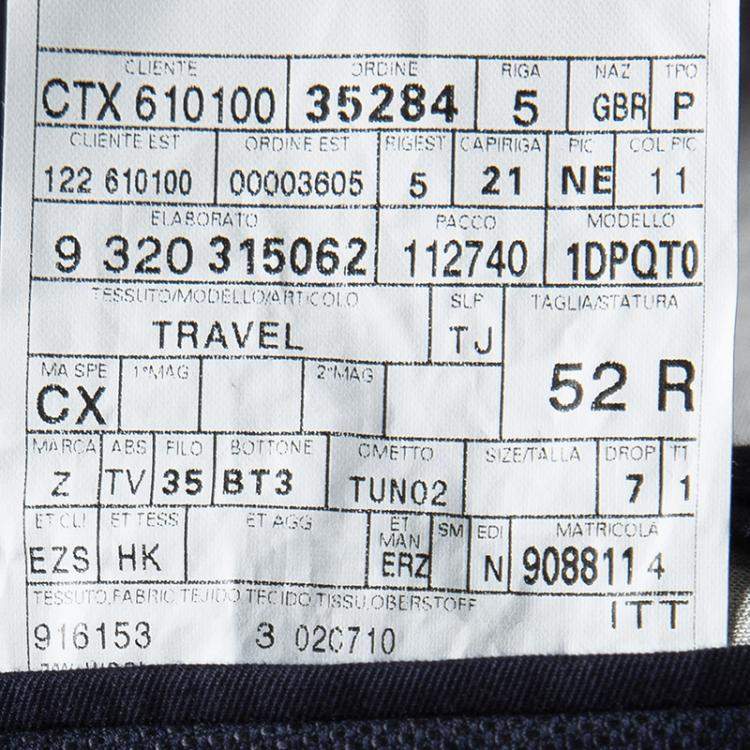 CLIENTE ORDINE RIGA NAZ TPO
CTX 610100 35284 5 GBR P
CLIENTE EST ORDINE EST RIGEST CAPIRIGA PIC COL PIC
122 610100 00003605 5 21 NE 11
ELABORATO PACCO MODELLO
9 320 315062 112740 1DPQT0
TESSUTO/MODELLO/ARTICOLO SLP TAGLIA/STATURA
TRAVEL TJ
52 R
MA SPE 1°MAG 2°MAG
CX
MARCA ABS FILO BOTTONE OMETTO SIZE/TALLA DROP T1
Z TV 35 BT3 TUN02 7 1
ET CLI ET TESS ET AGG ET MAN SM EDI MATRICOLA
EZS HK ERZ N 9088114
TESSUTO,FABRIC TEJIDO TECIDO,TISSU,OBERSTOFF ITT
916153 3 02C710